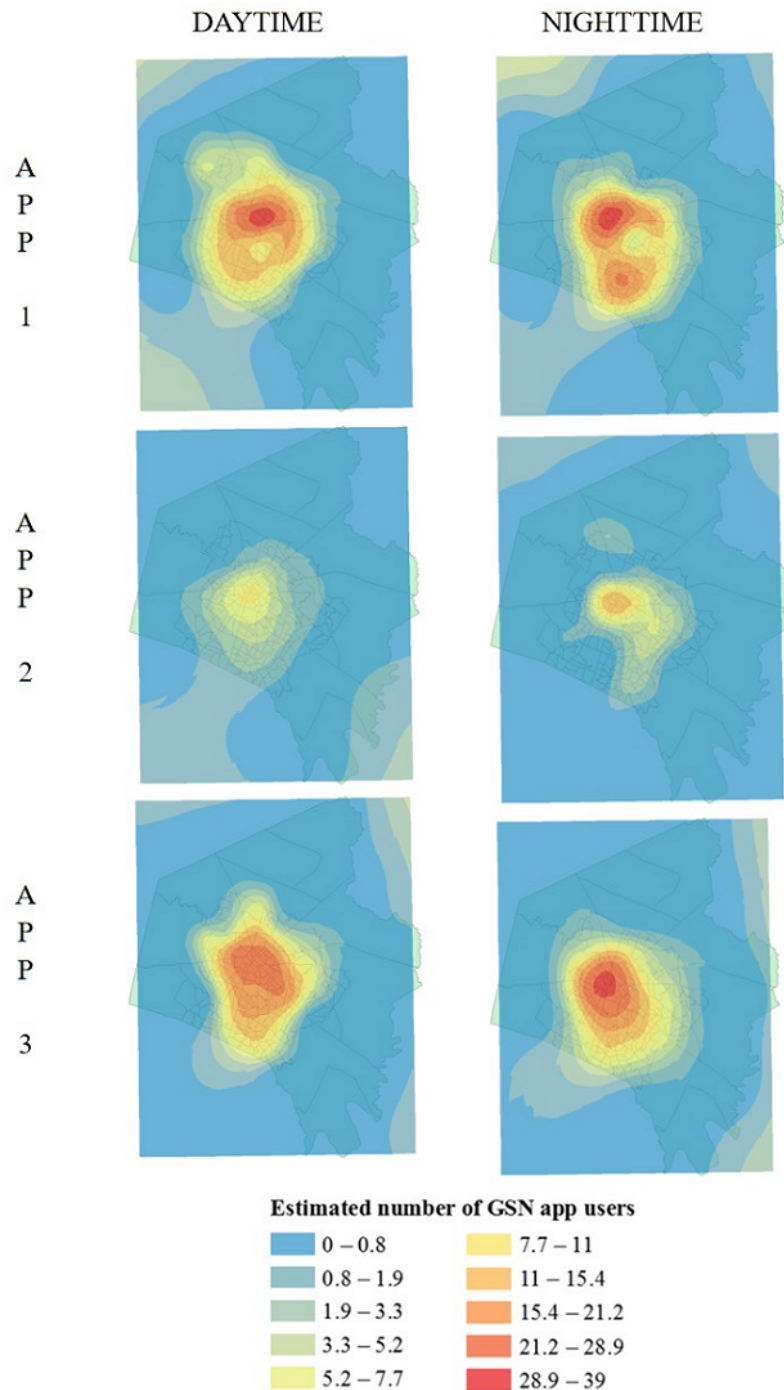 DAYTIME NIGHTTIME
A
P
P
1
A
P
P
2
A
P
P
3
Estimated number of GSN app users
0 – 0.8 7.7 – 11
0.8 – 1.9 11 – 15.4
1.9 – 3.3 15.4 – 21.2
3.3 – 5.2 21.2 – 28.9
5.2 – 7.7 28.9 – 39